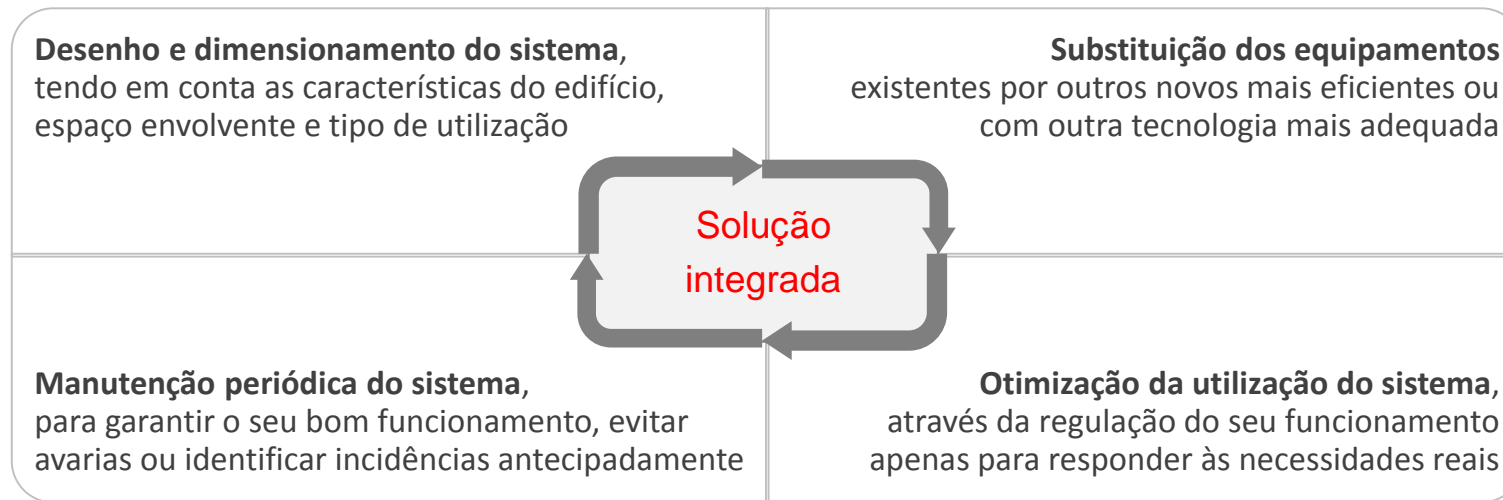 Desenho e dimensionamento do sistema,
tendo em conta as características do edifício,
espaço envolvente e tipo de utilização
Substituição dos equipamentos
existentes por outros novos mais eficientes ou
com outra tecnologia mais adequada
Solução
integrada
Manutenção periódica do sistema,
para garantir o seu bom funcionamento, evitar
avarias ou identificar incidências antecipadamente
Otimização da utilização do sistema,
através da regulação do seu funcionamento
apenas para responder às necessidades reais